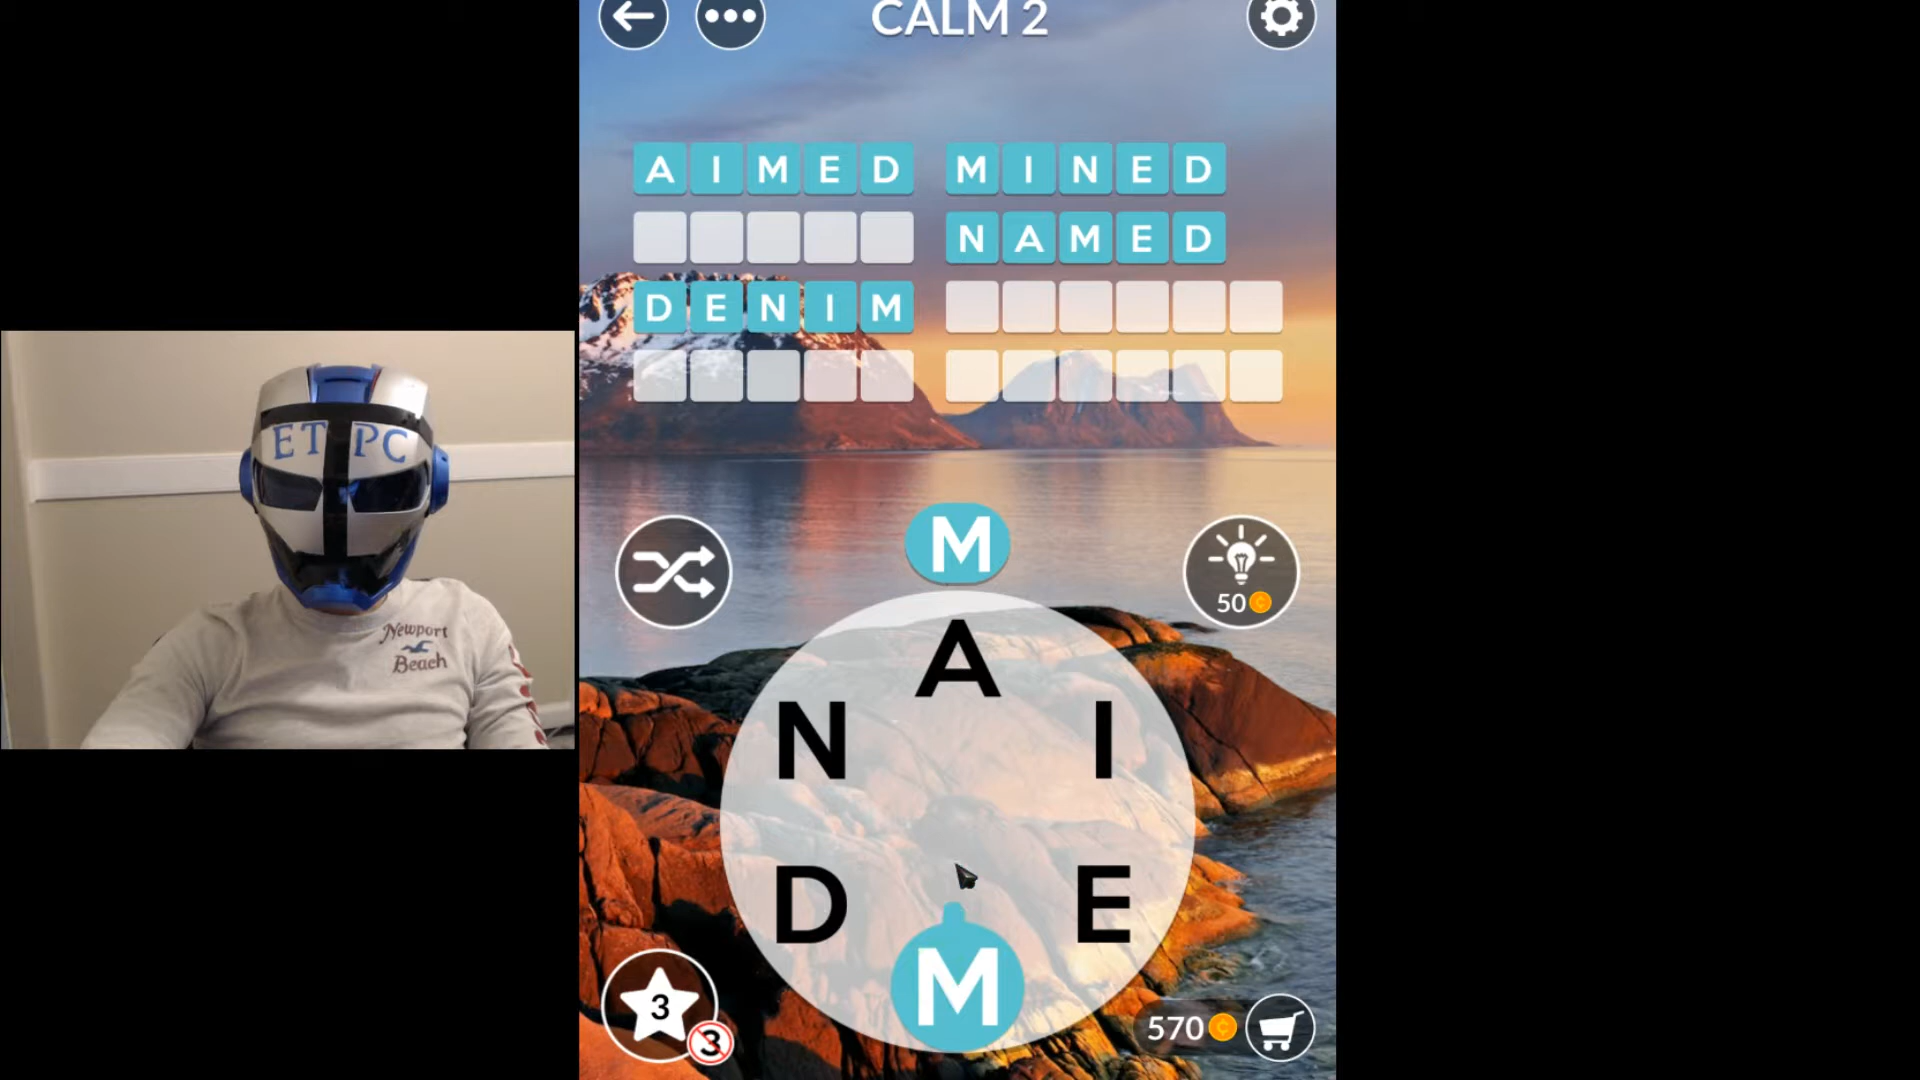 CALM 2
AIMED MINED
NAMED
DENIM
M
50
A
N I
D E
M
3
3
570
ET PC
Newport
Beach